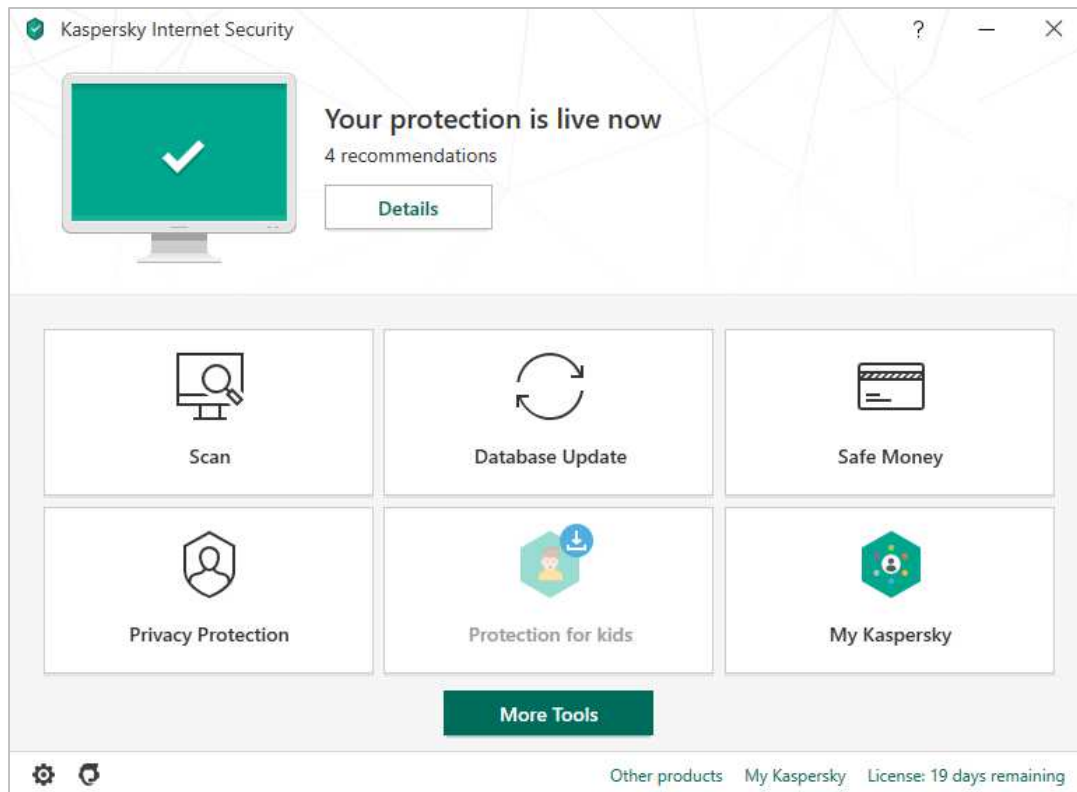 Kaspersky Internet Security
?
Your protection is live now
4 recommendations
Details
Scan
Database Update
Safe Money
Privacy Protection
Protection for kids
My Kaspersky
More Tools
Other products My Kaspersky License: 19 days remaining